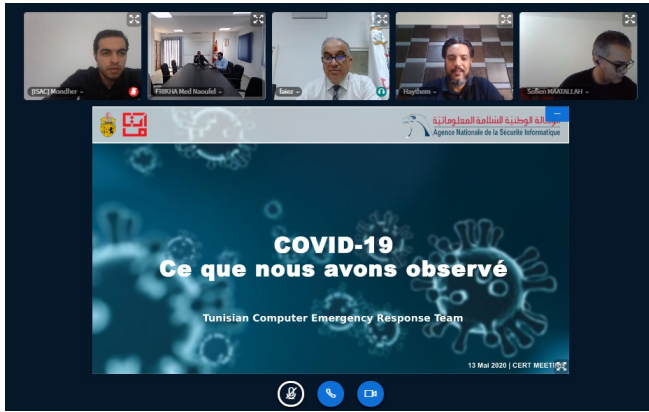 [ISAC] Mondher
FRIKHA Med Naoufel
faiez
Haythem
Sofien MAATALLAH
الوكالة الوطنية للسلامة المعلوماتية
Agence Nationale de la Sécurité Informatique
COVID-19
Ce que nous avons observé
Tunisian Computer Emergency Response Team
13 Mai 2020 | CERT MEETING